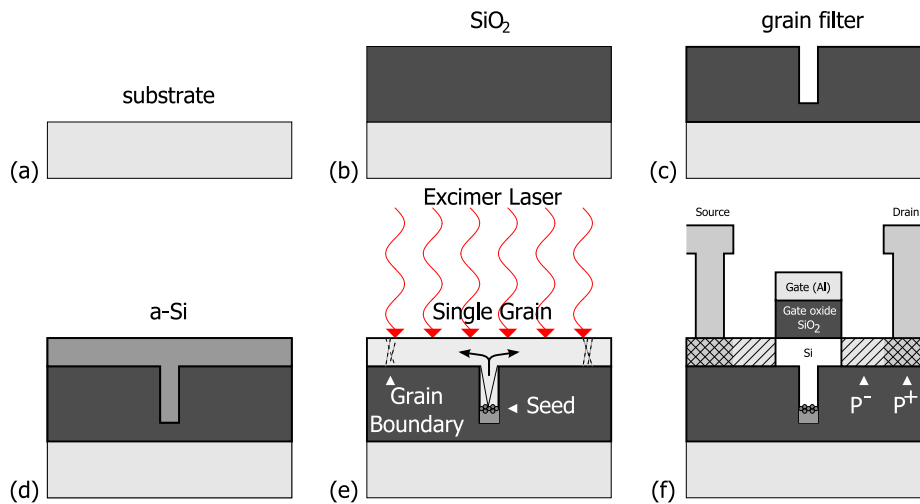 SiO₂
grain filter
substrate
(a)
(b)
(c)
Excimer Laser
Source
Drain
Gate (Al)
a-Si
Single Grain
Gate oxide
SiO₂
Si
Grain
Boundary
Seed
P⁻
P⁺
(d)
(e)
(f)